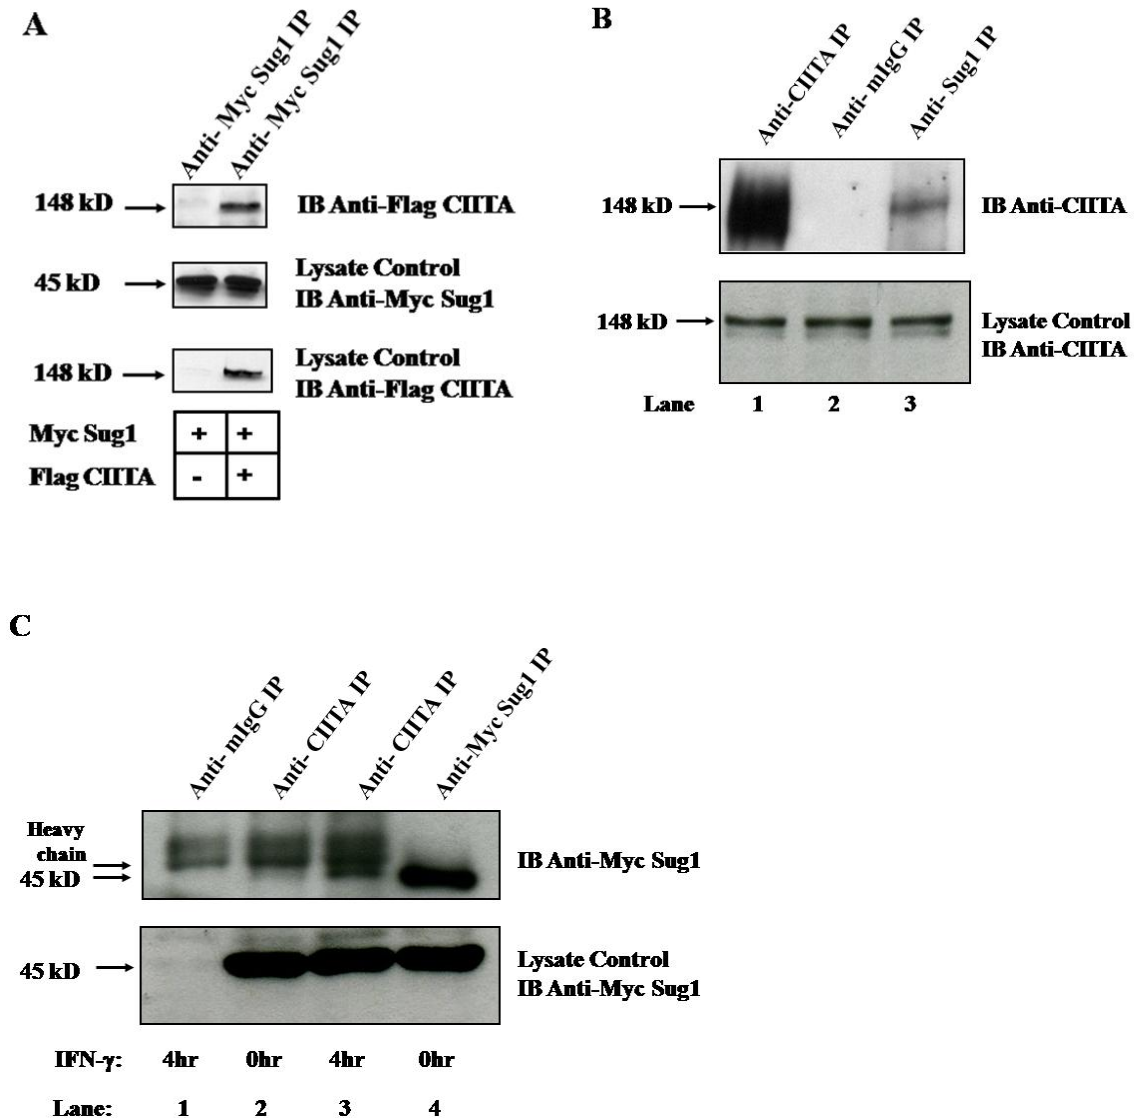 A
Anti- Myc Sug1 IP
Anti- Myc Sug1 IP
148 kD
IB Anti-Flag CIITA
45 kD
Lysate Control
IB Anti-Myc Sug1
148 kD
Lysate Control
IB Anti-Flag CIITA
Myc Sug1 + +
Flag CIITA - +
B
Anti-CIITA IP
Anti- mIgG IP
Anti- Sug1 IP
148 kD
IB Anti-CIITA
148 kD
Lysate Control
IB Anti-CIITA
Lane 1 2 3
C
Anti- mIgG IP
Anti- CIITA IP
Anti- CIITA IP
Anti-Myc Sug1 IP
Heavy
chain
45 kD
IB Anti-Myc Sug1
45 kD
Lysate Control
IB Anti-Myc Sug1
IFN-γ: 4hr 0hr 4hr 0hr
Lane: 1 2 3 4